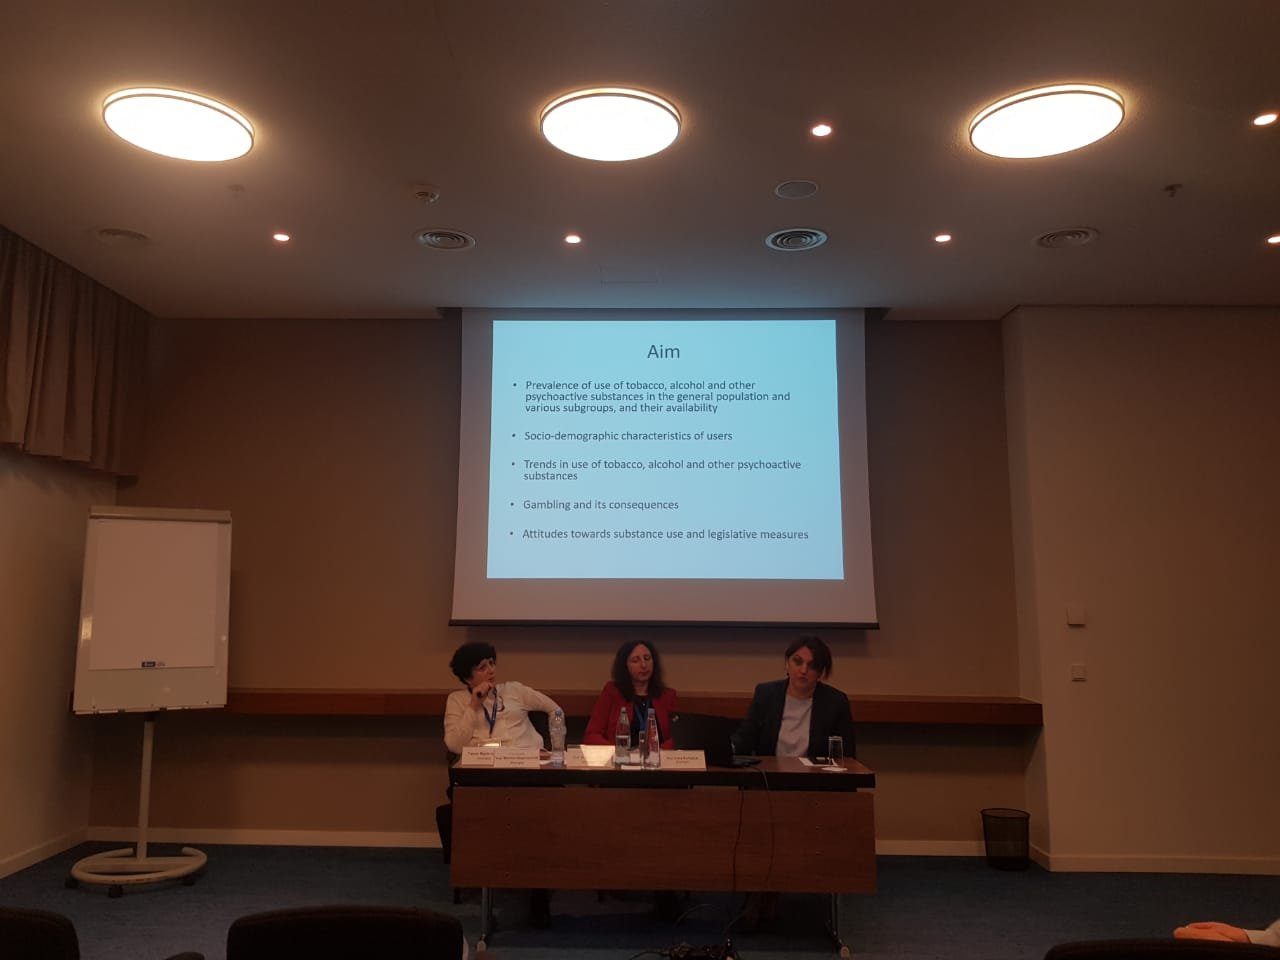 Aim
• Prevalence of use of tobacco, alcohol and other
psychoactive substances in the general population and
various subgroups, and their availability
• Socio-demographic characteristics of users
• Trends in use of tobacco, alcohol and other psychoactive
substances
• Gambling and its consequences
• Attitudes towards substance use and legislative measures